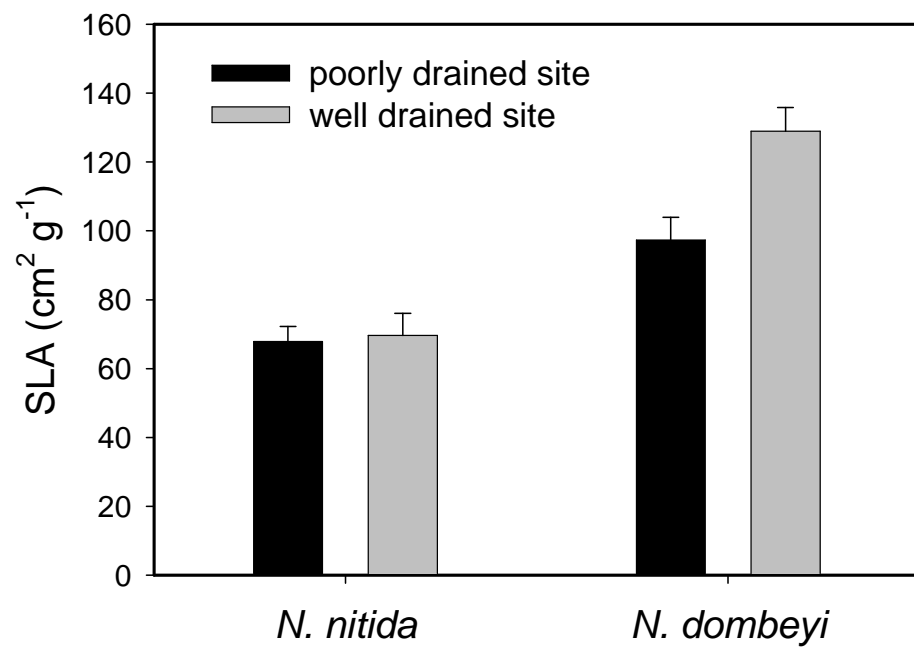 160
140
120
100
80
60
40
20
0
SLA (cm² g⁻¹)
poorly drained site
well drained site
N. nitida N. dombeyi